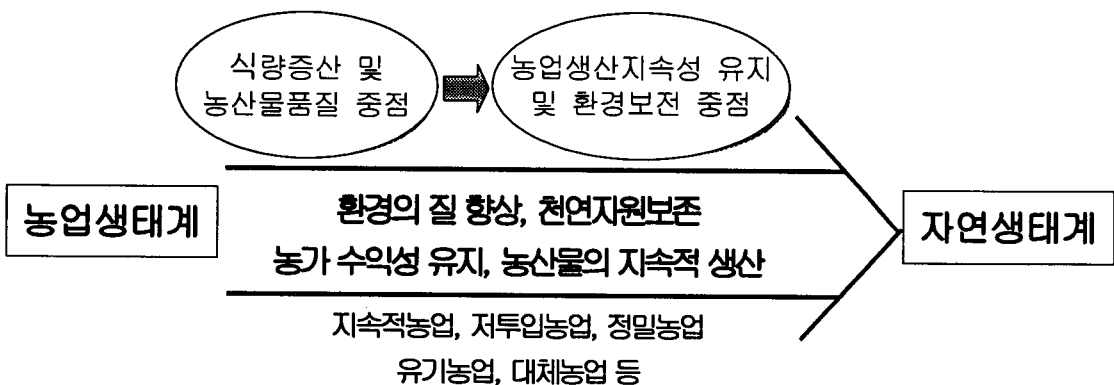 식량증산 및
농산물품질 중점
농업생산지속성 유지
및 환경보전 중점
농업생태계
환경의 질 향상, 천연자원보존
농가 수익성 유지, 농산물의 지속적 생산
자연생태계
지속적농업, 저투입농업, 정밀농업
유기농업, 대체농업 등